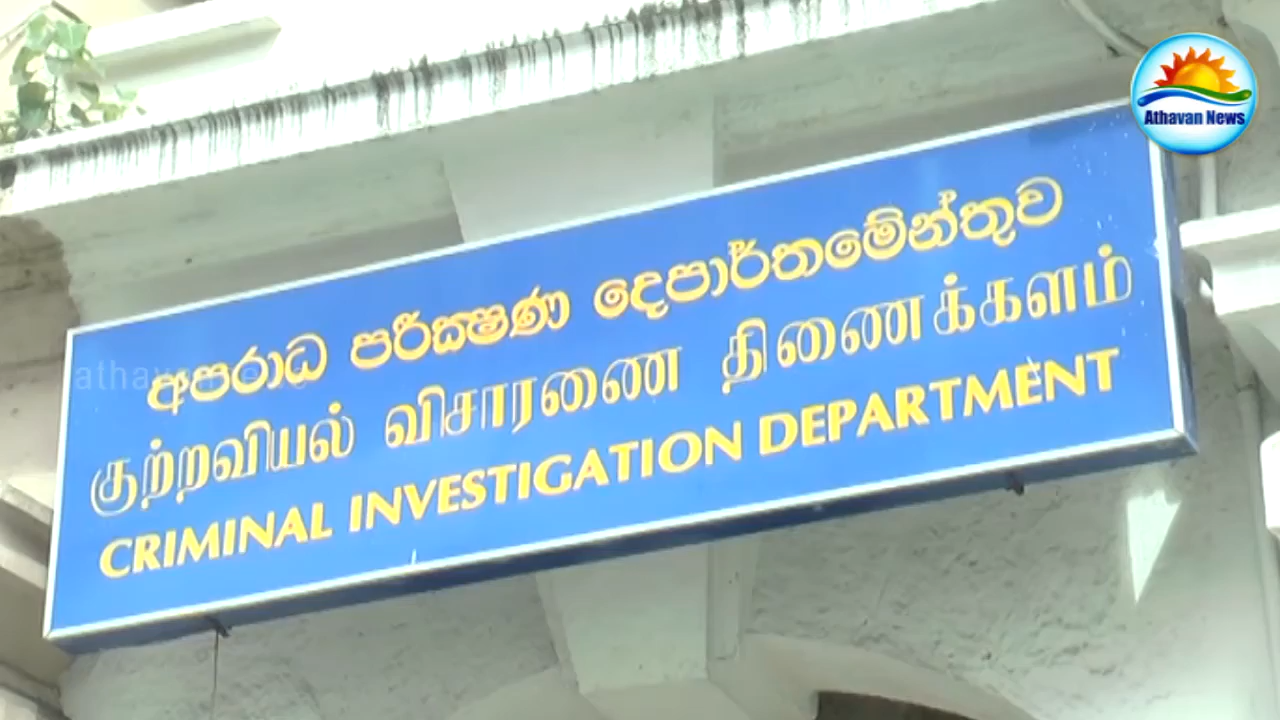 Athavan News
අපරාධ පරීක්ෂණ දෙපාර්තමේන්තුව
குற்றவியல் விசாரணை திணைக்களம்
CRIMINAL INVESTIGATION DEPARTMENT